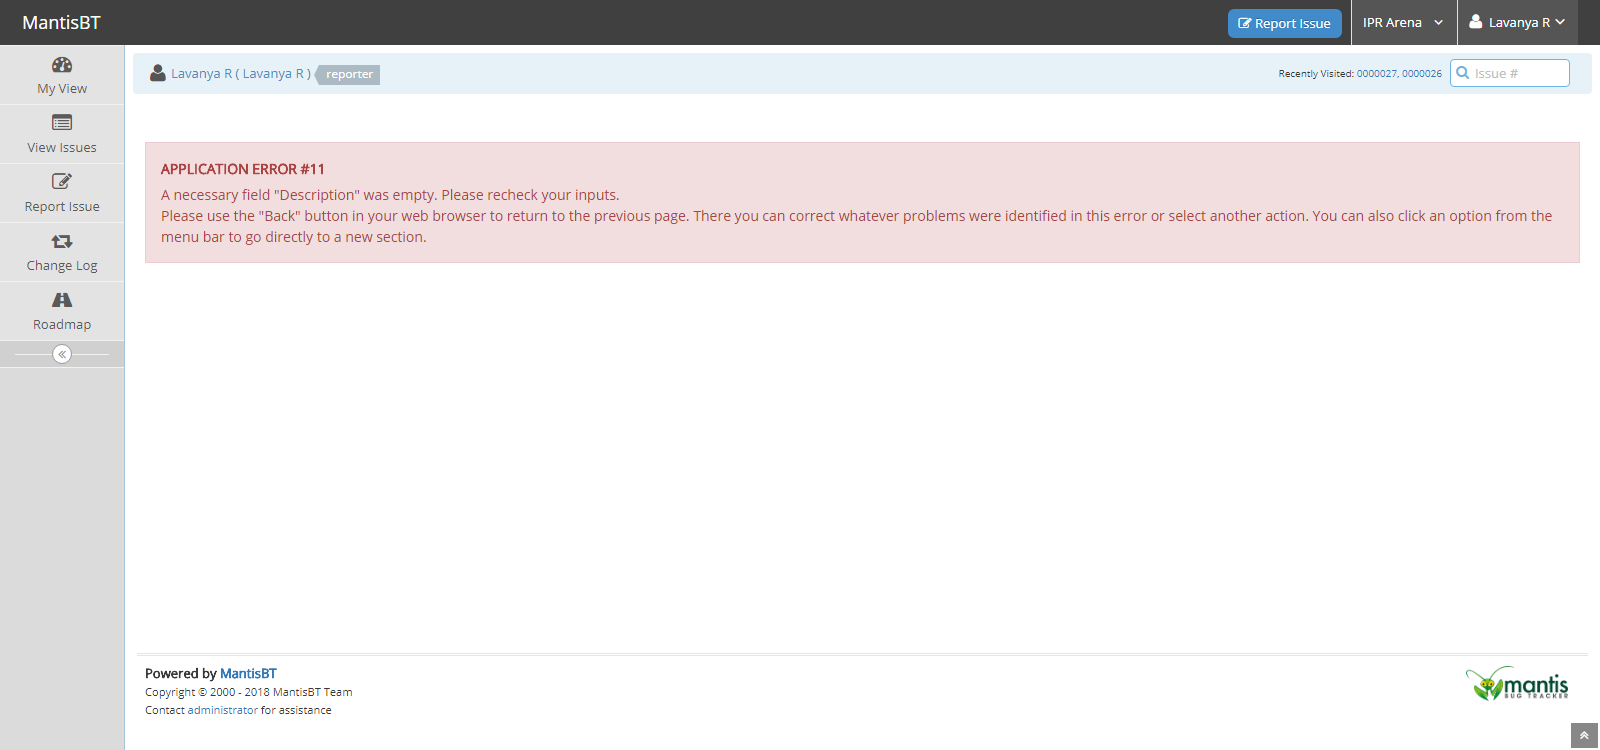 MantisBT
Report Issue
IPR Arena
Lavanya R
My View
View Issues
Report Issue
Change Log
Roadmap
Lavanya R ( Lavanya R )
reporter
Recently Visited: 0000027, 0000026
Issue #
APPLICATION ERROR #11
A necessary field "Description" was empty. Please recheck your inputs.
Please use the "Back" button in your web browser to return to the previous page. There you can correct whatever problems were identified in this error or select another action. You can also click an option from the
menu bar to go directly to a new section.
Powered by MantisBT
Copyright © 2000 - 2018 MantisBT Team
Contact administrator for assistance
mantis
BUG TRACKER